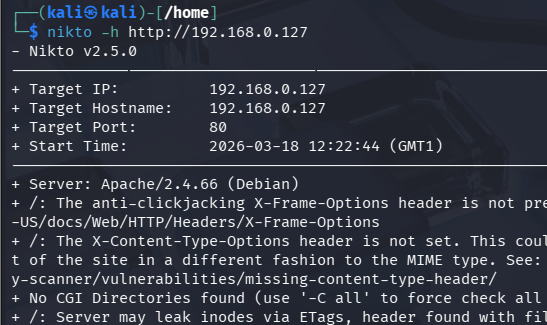 ┌──(kali㉿kali)-[/home]
└─$ nikto -h http://192.168.0.127
- Nikto v2.5.0
+ Target IP: 192.168.0.127
+ Target Hostname: 192.168.0.127
+ Target Port: 80
+ Start Time: 2026-03-18 12:22:44 (GMT1)
+ Server: Apache/2.4.66 (Debian)
+ /: The anti-clickjacking X-Frame-Options header is not pre
-US/docs/Web/HTTP/Headers/X-Frame-Options
+ /: The X-Content-Type-Options header is not set. This coul
t of the site in a different fashion to the MIME type. See:
y-scanner/vulnerabilities/missing-content-type-header/
+ No CGI Directories found (use '-C all' to force check all
+ /: Server may leak inodes via ETags, header found with fil